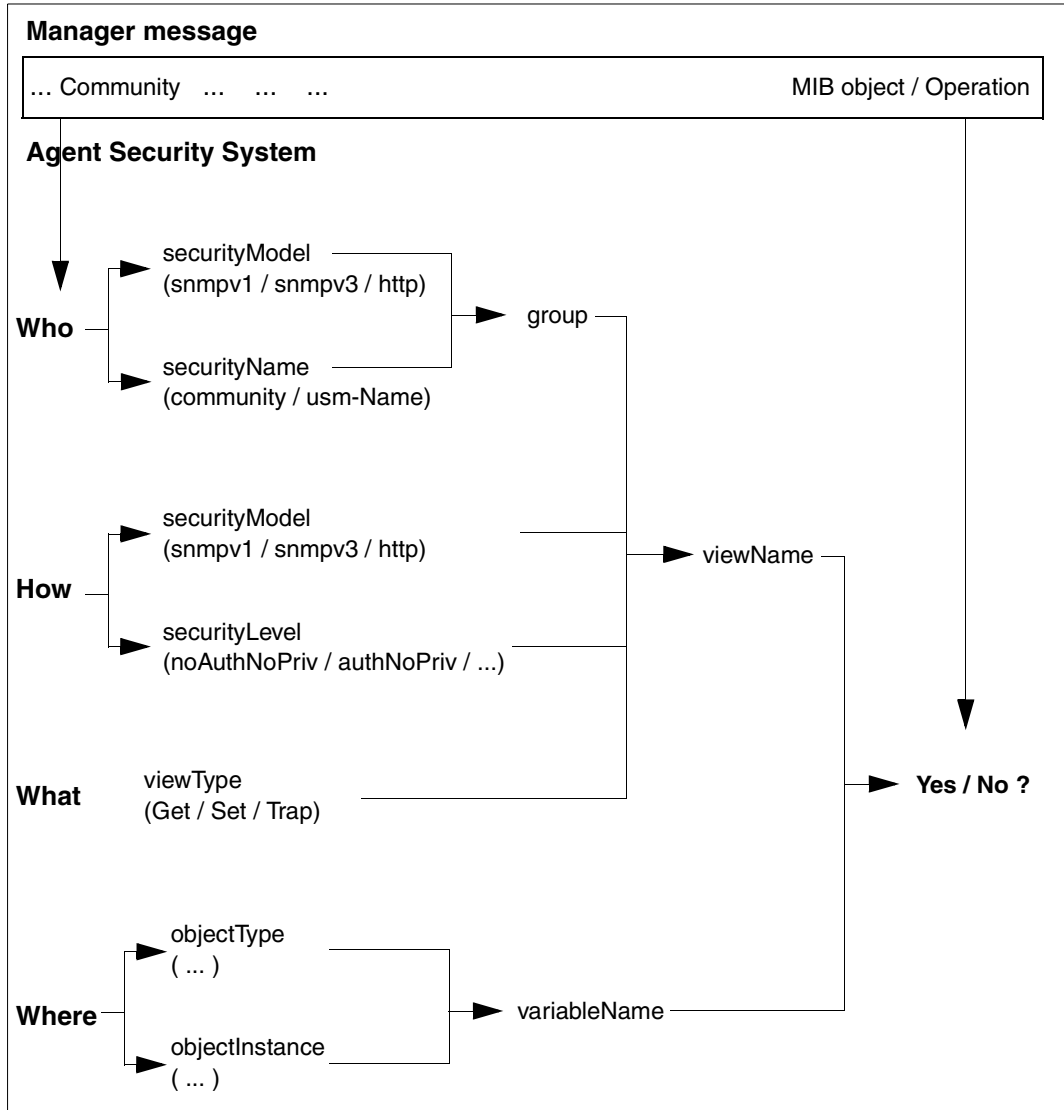 Manager message
... Community ... ... ... MIB object / Operation
Agent Security System
securityModel
(snmpv1 / snmpv3 / http)
Who
group
securityName
(community / usm-Name)
securityModel
(snmpv1 / snmpv3 / http)
viewName
How
securityLevel
(noAuthNoPriv / authNoPriv / ...)
What
viewType
(Get / Set / Trap)
Yes / No ?
objectType
( ... )
Where
variableName
objectInstance
( ... )